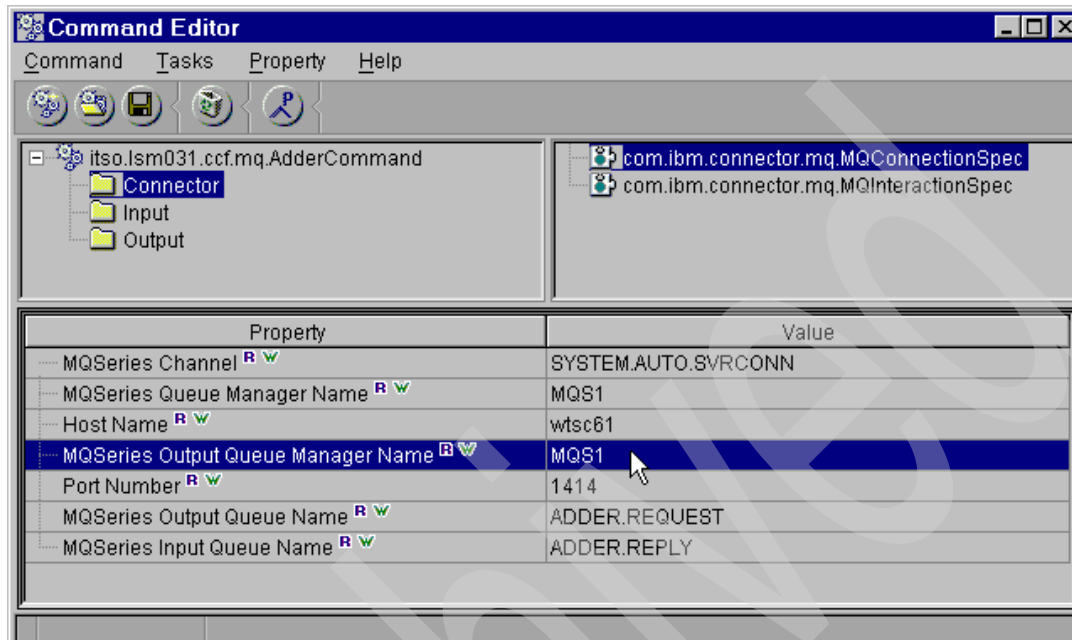 Command Editor
Command Tasks Property Help
itso.lsm031.ccf.mq.AdderCommand
Connector
Input
Output
com.ibm.connector.mq.MQConnectionSpec
com.ibm.connector.mq.MQInteractionSpec
Property Value
MQSeries Channel R W SYSTEM.AUTO.SVRCONN
MQSeries Queue Manager Name R W MQS1
Host Name R W wtsc61
MQSeries Output Queue Manager Name R W MQS1
Port Number R W 1414
MQSeries Output Queue Name R W ADDER.REQUEST
MQSeries Input Queue Name R W ADDER.REPLY